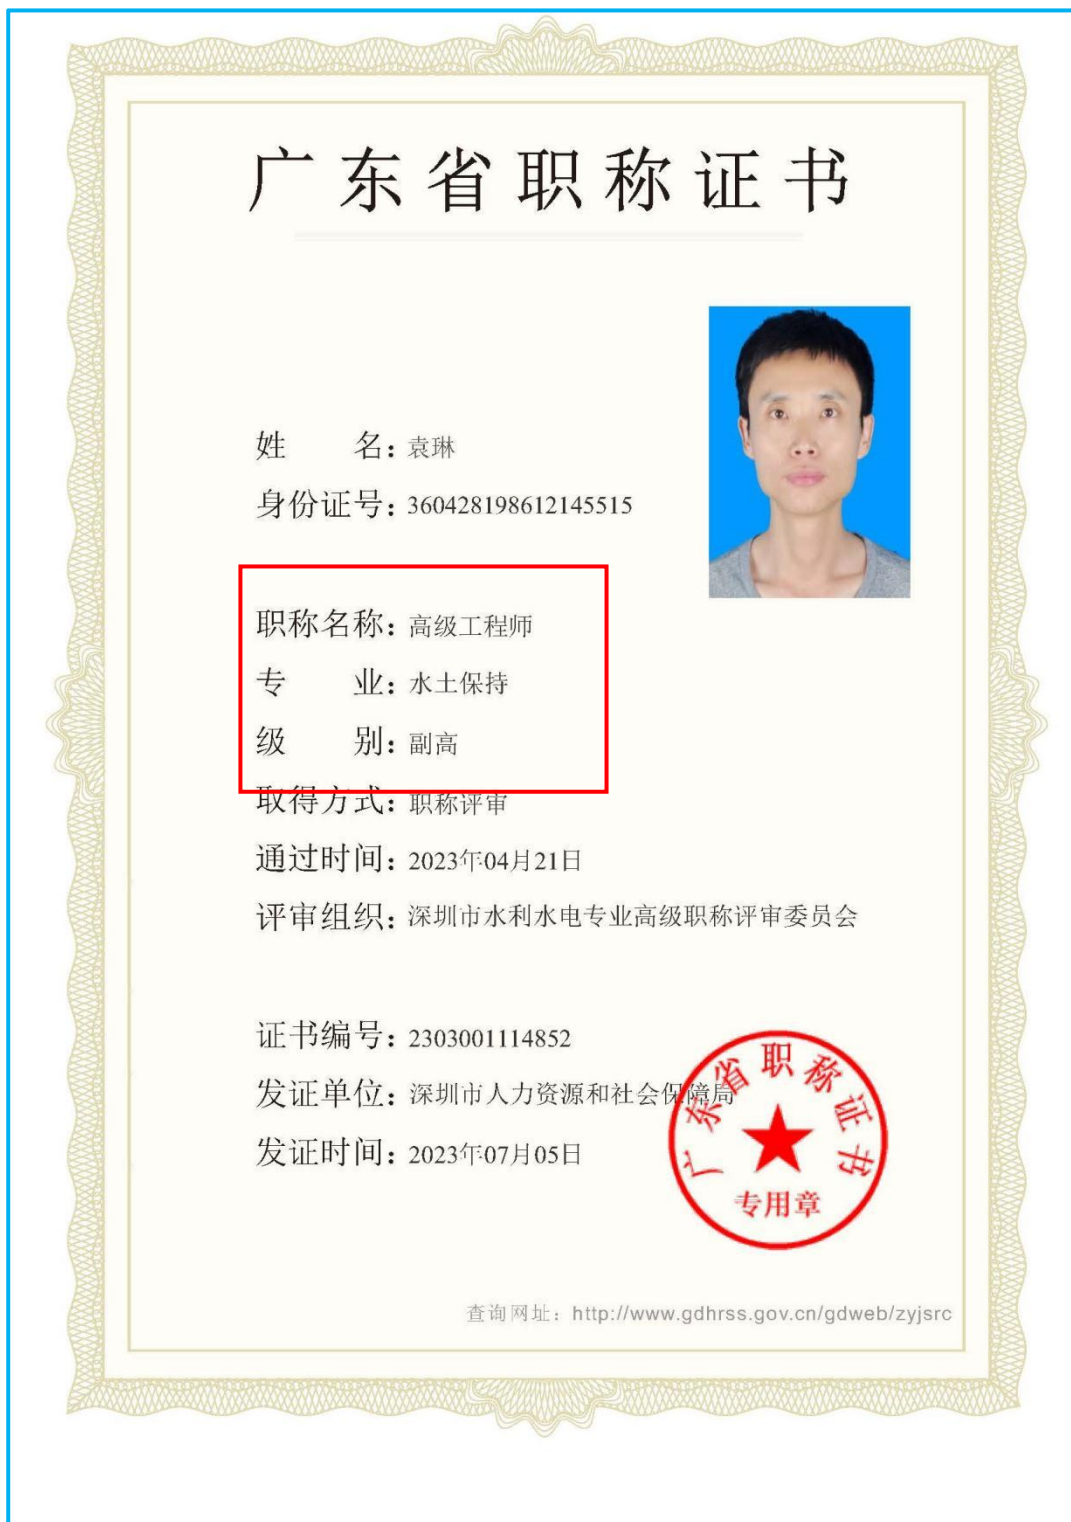 广东省职称证书
姓 名：袁琳
身份证号：360428198612145515
职称名称：高级工程师
专 业：水土保持
级 别：副高
取得方式：职称评审
通过时间：2023年04月21日
评审组织：深圳市水利水电专业高级职称评审委员会
证书编号：2303001114852
发证单位：深圳市人力资源和社会保障局
发证时间：2023年07月05日
广东省职称证书
专用章
查询网址：http://www.gdhrss.gov.cn/gdweb/zyjsrc